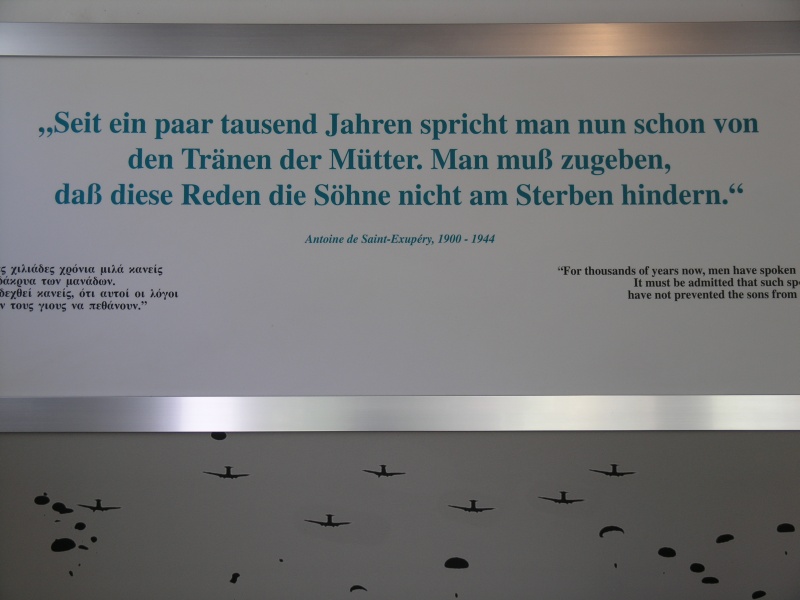 „Seit ein paar tausend Jahren spricht man nun schon von
den Tränen der Mütter. Man muß zugeben,
daß diese Reden die Söhne nicht am Sterben hindern.“
Antoine de Saint-Exupéry, 1900 - 1944
χιλιάδες χρόνια μιλά κανείς
των μανάδων.
κανείς, ότι αυτοί οι λόγοι
τους γιους να πεθάνουν.”
“For thousands of years now, men have spoken
It must be admitted that such
have not prevented the sons from